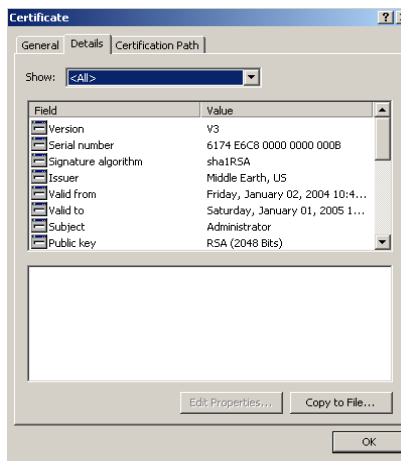 Certificate
General Details Certification Path
Show: <All>
Field Value
Version V3
Serial number 6174 E6C8 0000 0000 000B
Signature algorithm sha1RSA
Issuer Middle Earth, US
Valid from Friday, January 02, 2004 10:4...
Valid to Saturday, January 01, 2005 1...
Subject Administrator
Public key RSA (2048 Bits)
Edit Properties... Copy to File...
OK